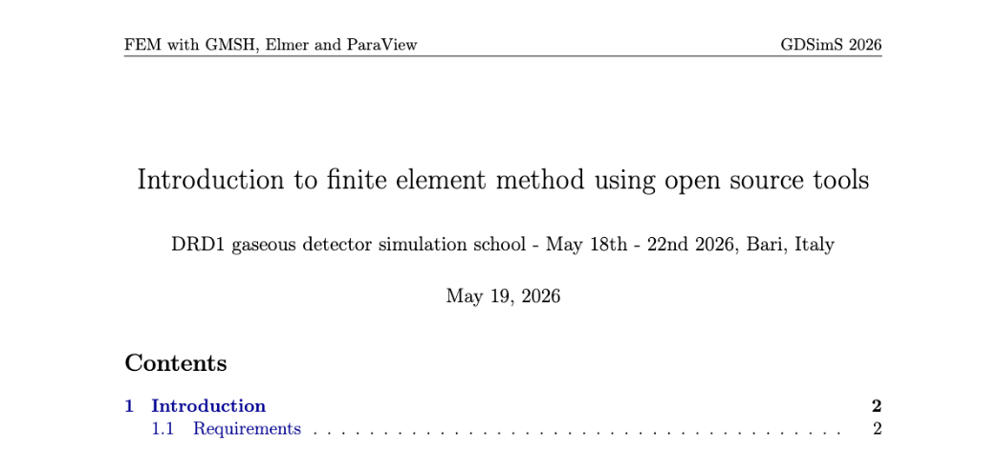 FEM with GMSH, Elmer and ParaView GDSimS 2026
Introduction to finite element method using open source tools
DRD1 gaseous detector simulation school - May 18th - 22nd 2026, Bari, Italy
May 19, 2026
Contents
1 Introduction 2
1.1 Requirements . . . . . . . . . . . . . . . . . . . . . . . . . . . . . . . . . . . . . . . 2